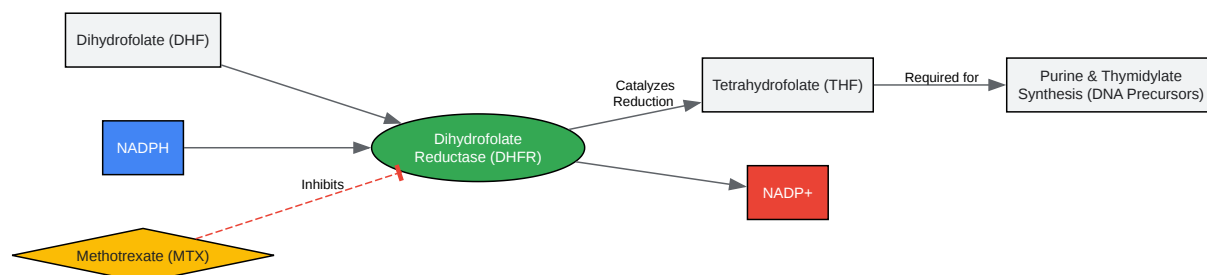 Dihydrofolate (DHF)
NADPH
Methotrexate (MTX)
Inhibits
Dihydrofolate
Reductase (DHFR)
Catalyzes
Reduction
Tetrahydrofolate (THF)
NADP+
Required for
Purine & Thymidylate
Synthesis (DNA Precursors)